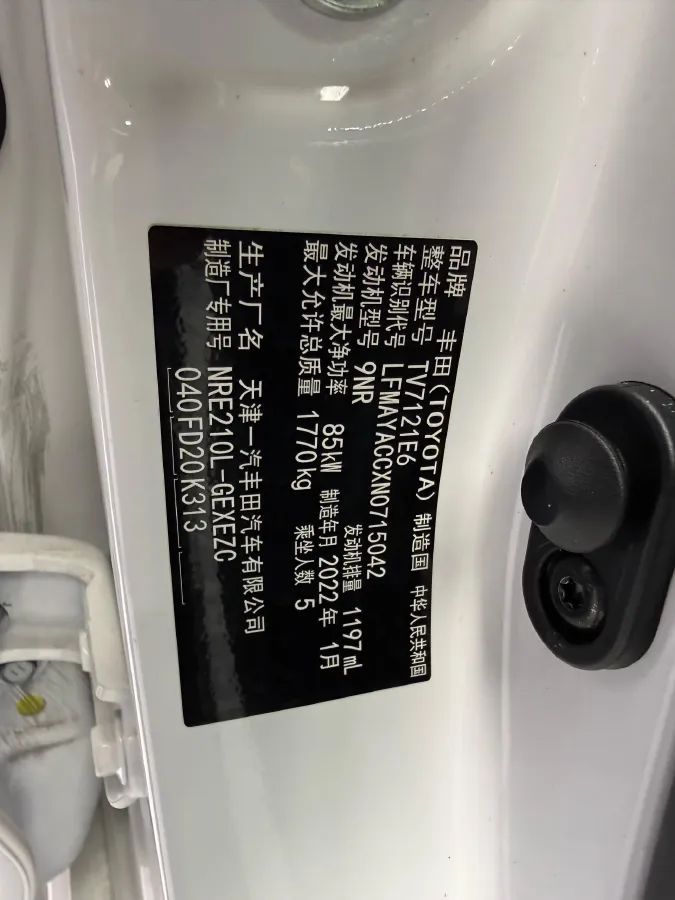 品牌 丰田(TOYOTA) 制造国 中华人民共和国
整车型号 TV7121E6
车辆识别代号 LFMAYACCXN0715042
发动机型号 9NR 发动机排量 1197mL
发动机最大净功率 85kW 制造年月 2022年 1月
最大允许总质量 1770kg 乘坐人数 5
生产厂名 天津一汽丰田汽车有限公司
制造厂专用号 NRE210L-GEXEZC
040FD20K313